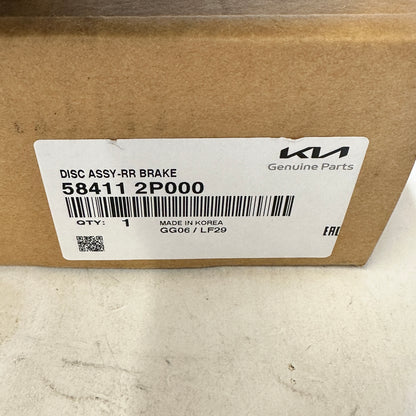 KIA
Genuine Parts
DISC ASSY-RR BRAKE
58411 2P000
QTY: 1
MADE IN KOREA
GG06 / LF29
EAC